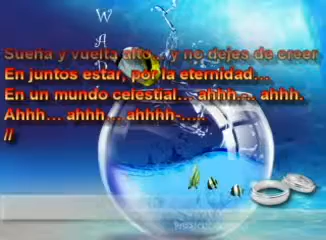 W
A
Sueña y vuelta alto... y no dejes de creer
En juntos estar, por la eternidad...
En un mundo celestial... ahhh.... ahhh.
Ahhh... ahhh... ahhhh-.....
//